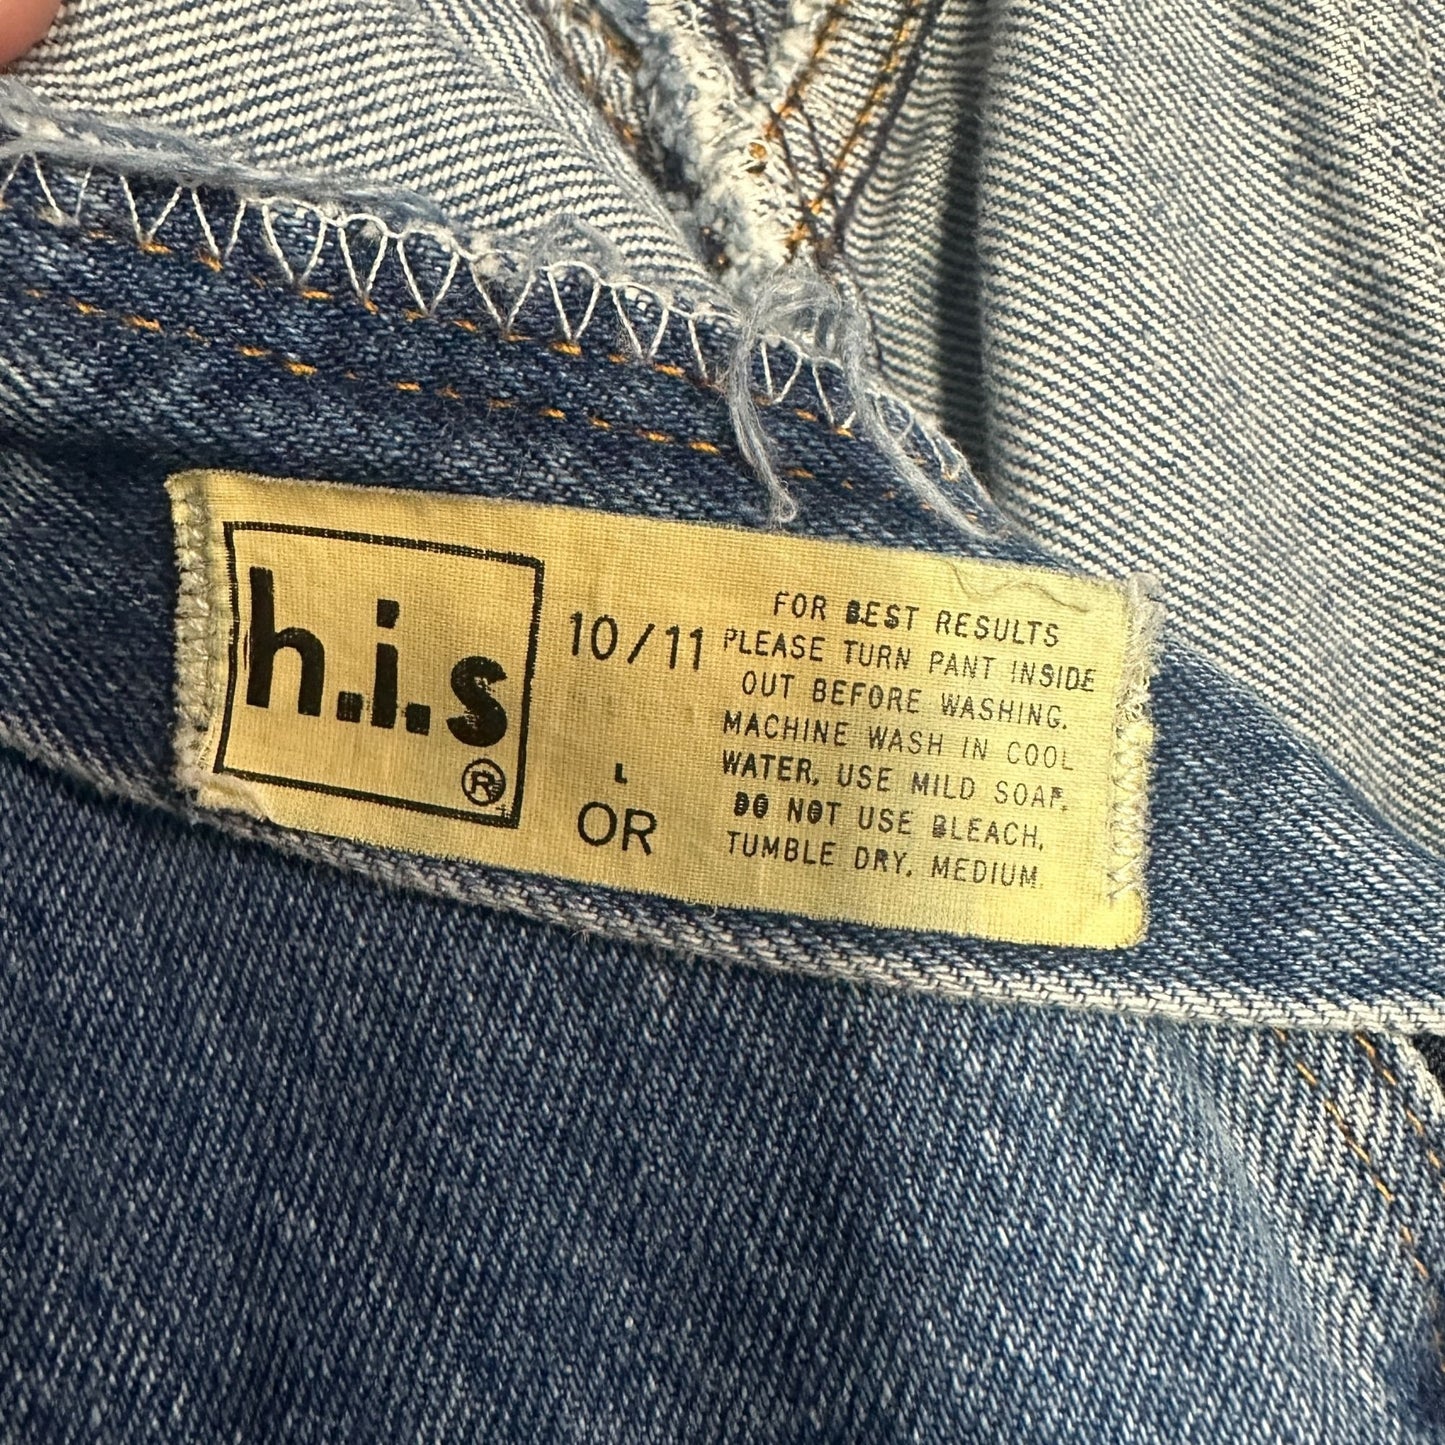 h.i.s
®
10/11
L
OR
FOR BEST RESULTS
PLEASE TURN PANT INSIDE
OUT BEFORE WASHING.
MACHINE WASH IN COOL
WATER, USE MILD SOAP.
DO NOT USE BLEACH.
TUMBLE DRY. MEDIUM